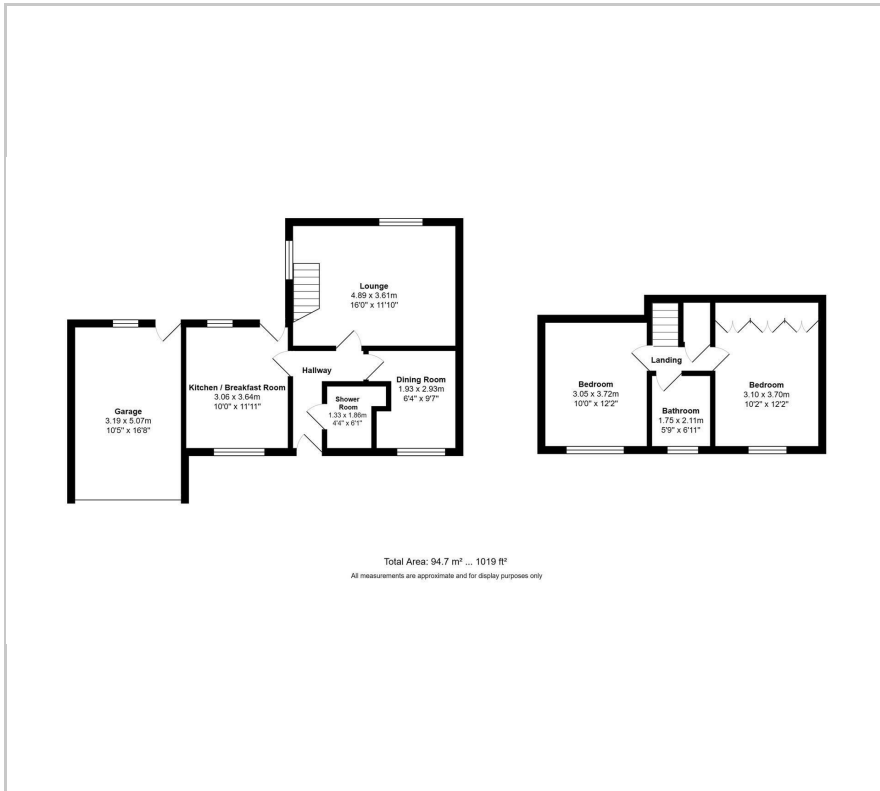 Lounge
4.89 x 3.61m
16'0" x 11'10"
Kitchen / Breakfast Room
3.06 x 3.64m
10'0" x 11'11"
Hallway
Dining Room
1.93 x 2.93m
6'4" x 9'7"
Shower
Room
1.33 x 1.86m
4'4" x 6'1"
Garage
3.19 x 5.07m
10'5" x 16'8"
Landing
Bedroom
3.05 x 3.72m
10'0" x 12'2"
Bathroom
1.75 x 2.11m
5'9" x 6'11"
Bedroom
3.10 x 3.70m
10'2" x 12'2"
Total Area: 94.7 m² ... 1019 ft²
All measurements are approximate and for display purposes only